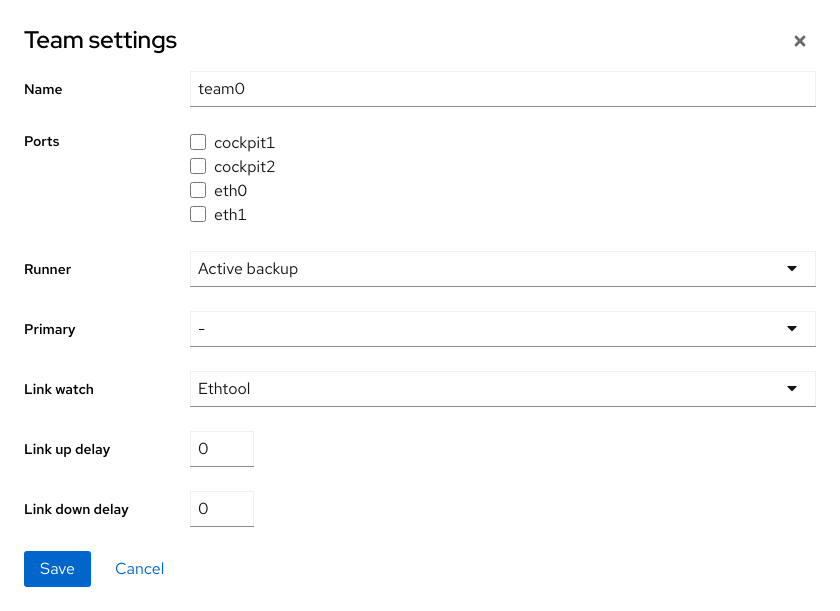 Team settings
Name team0
Ports cockpit1
cockpit2
eth0
eth1
Runner Active backup
Primary -
Link watch Ethtool
Link up delay 0
Link down delay 0
Save Cancel